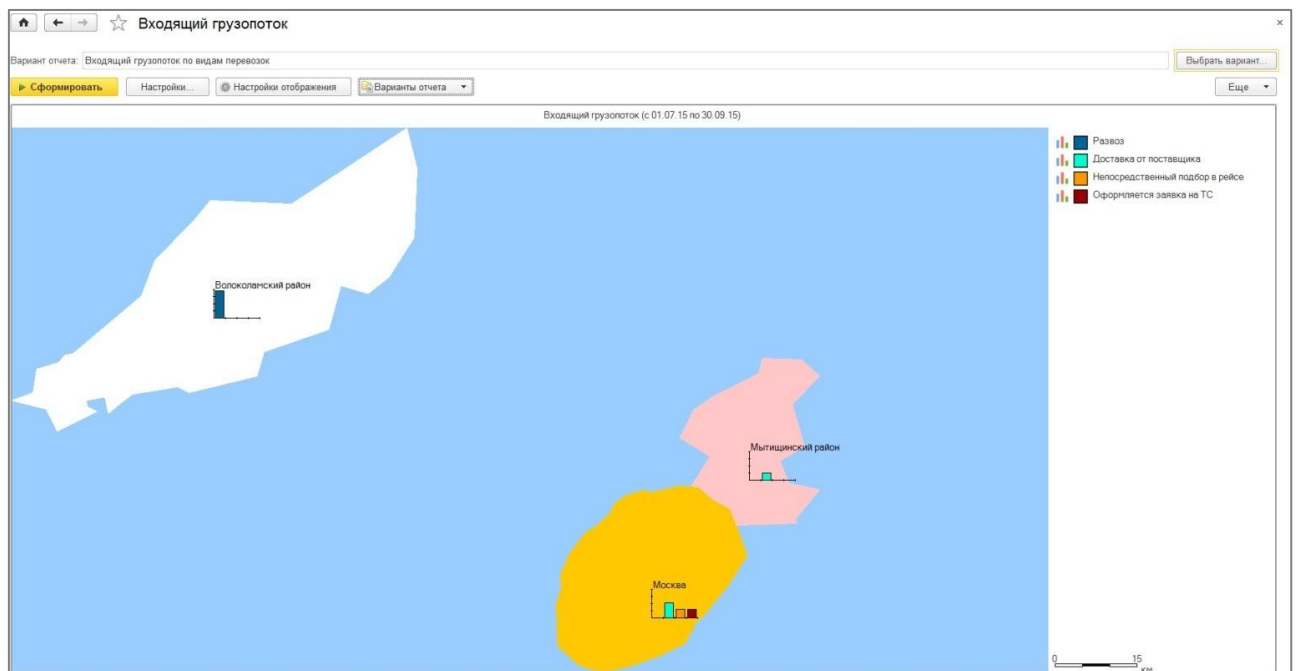 Входящий грузопоток
×
Вариант отчета: Входящий грузопоток по видам перевозок Выбрать вариант...
Сформировать Настройки... Настройки отображения Варианты отчета Еще
Входящий грузопоток (с 01.07.15 по 30.09.15)
Развоз
Доставка от поставщика
Непосредственный подбор в рейсе
Оформляется заявка на ТС
Волоколамский район
Мытищинский район
Москва
0 15
км